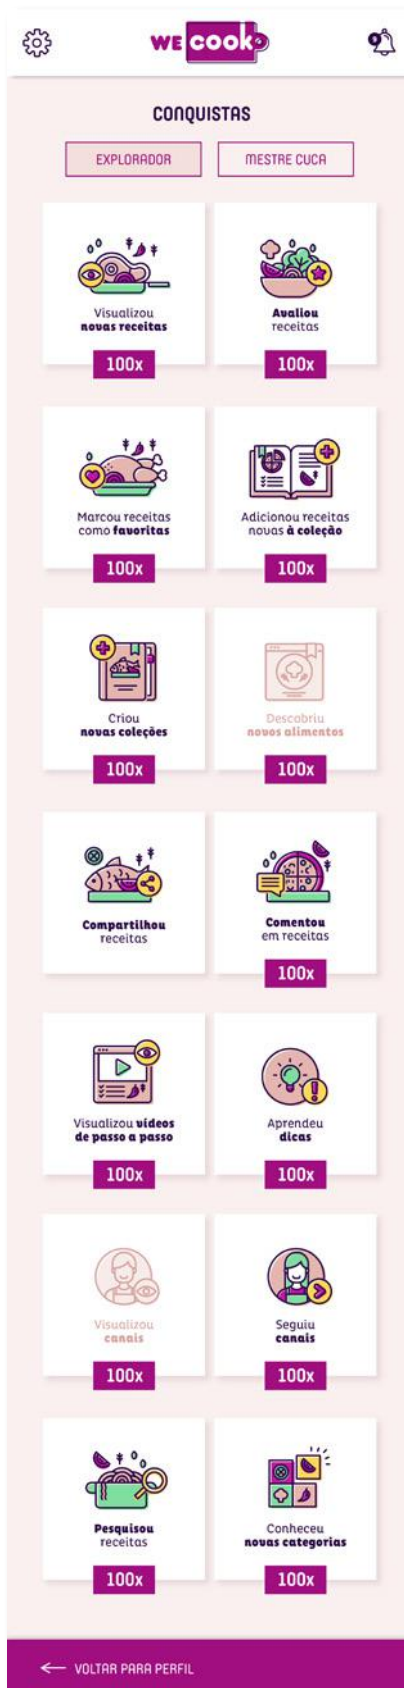 WE COOK
9
CONQUISTAS
EXPLORADOR
MESTRE CUCA
Visualizou
novas receitas
100x
Avaliou
receitas
100x
Marcou receitas
como favoritas
100x
Adicionou receitas
novas à coleção
100x
Criou
novas coleções
100x
Descobriu
novos alimentos
100x
Compartilhou
receitas
Comentou
em receitas
100x
Visualizou vídeos
de passo a passo
100x
Aprendeu
dicas
100x
Visualizou
canais
100x
Seguiu
canais
100x
Pesquisou
receitas
100x
Conheceu
novas categorias
100x
VOLTAR PARA PERFIL